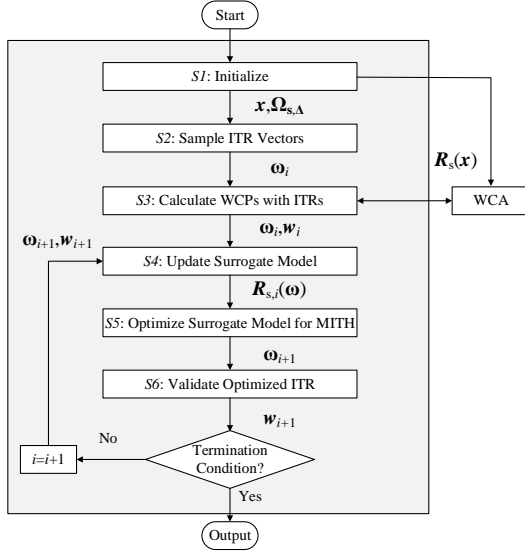 Start
S1: Initialize
x,Ωs,Δ
S2: Sample ITR Vectors
Rs(x)
ωi
S3: Calculate WCPs with ITRs
WCA
ωi,wi
ωi+1,wi+1
S4: Update Surrogate Model
Rs,i(ω)
S5: Optimize Surrogate Model for MITH
ωi+1
S6: Validate Optimized ITR
wi+1
No
Termination
Condition?
i=i+1
Yes
Output